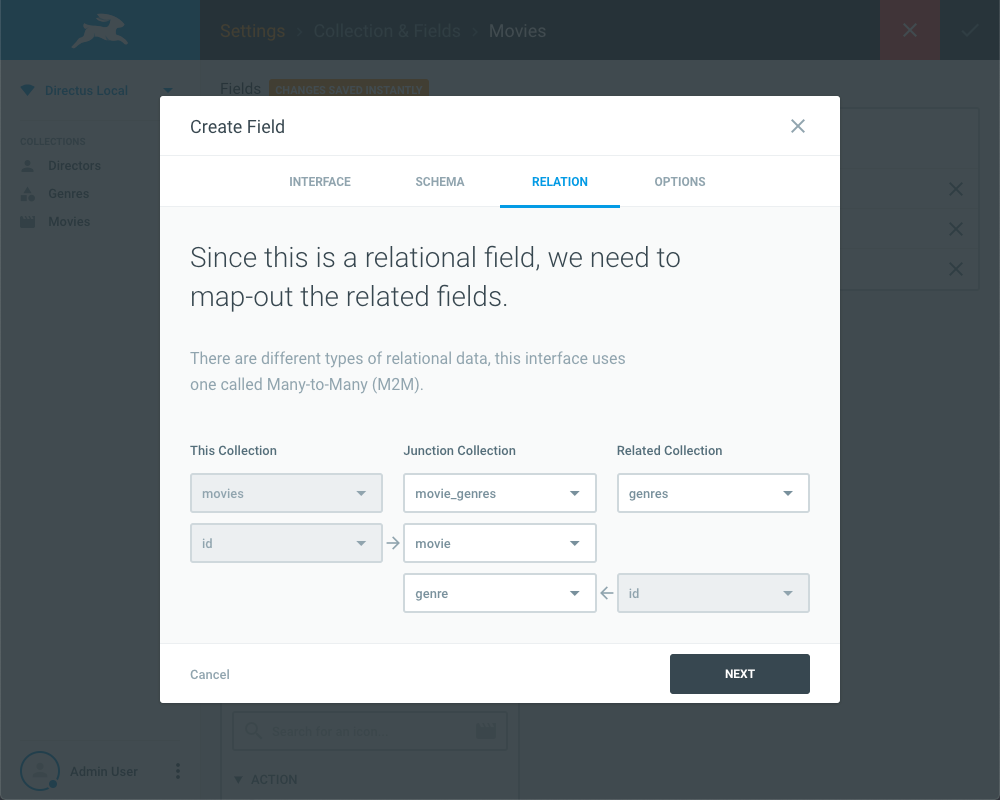 Settings > Collection & Fields > Movies
Directus Local
Fields CHANGES SAVED INSTANTLY
COLLECTIONS
Directors
Genres
Movies
Create Field
INTERFACE SCHEMA RELATION OPTIONS
Since this is a relational field, we need to
map-out the related fields.
There are different types of relational data, this interface uses
one called Many-to-Many (M2M).
This Collection Junction Collection Related Collection
movies movie_genres genres
id movie
genre id
Cancel NEXT
Search for an icon...
Admin User
ACTION